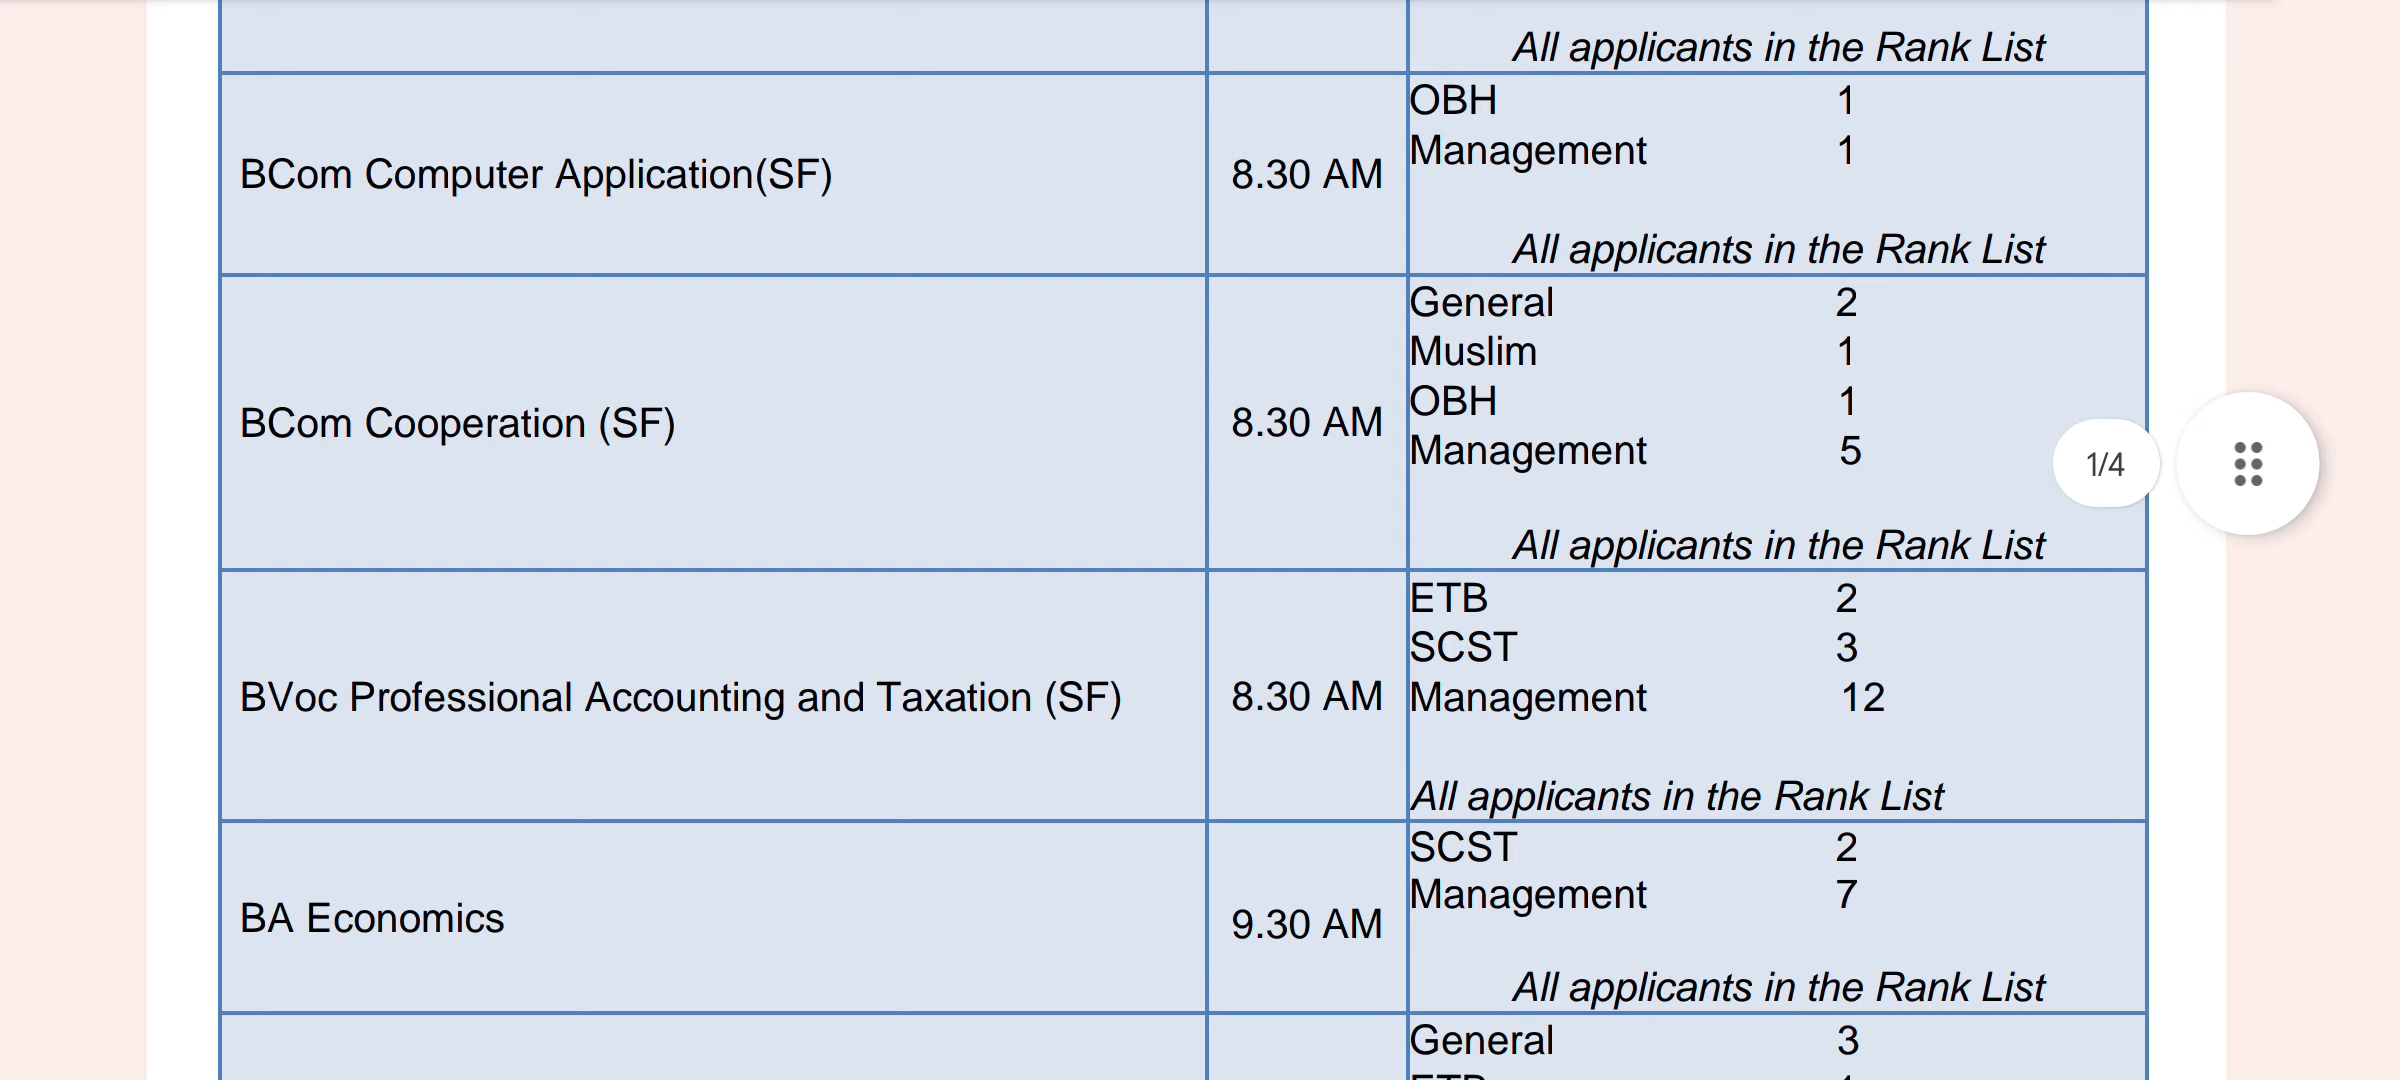 All applicants in the Rank List
BCom Computer Application(SF)
8.30 AM
OBH 1
Management 1
All applicants in the Rank List
BCom Cooperation (SF)
8.30 AM
General 2
Muslim 1
OBH 1
Management 5
All applicants in the Rank List
1/4
BVoc Professional Accounting and Taxation (SF)
8.30 AM
ETB 2
SCST 3
Management 12
All applicants in the Rank List
BA Economics
9.30 AM
SCST 2
Management 7
All applicants in the Rank List
General 3